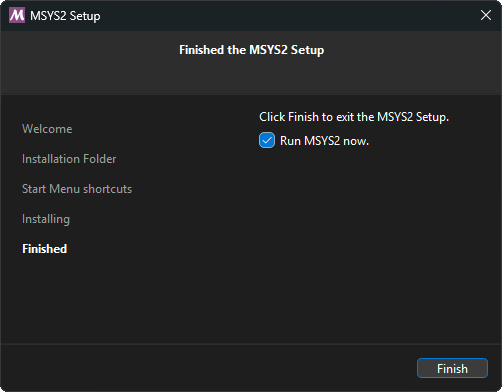 MSYS2 Setup
Finished the MSYS2 Setup
Welcome
Installation Folder
Start Menu shortcuts
Installing
Finished
Click Finish to exit the MSYS2 Setup.
Run MSYS2 now.
Finish